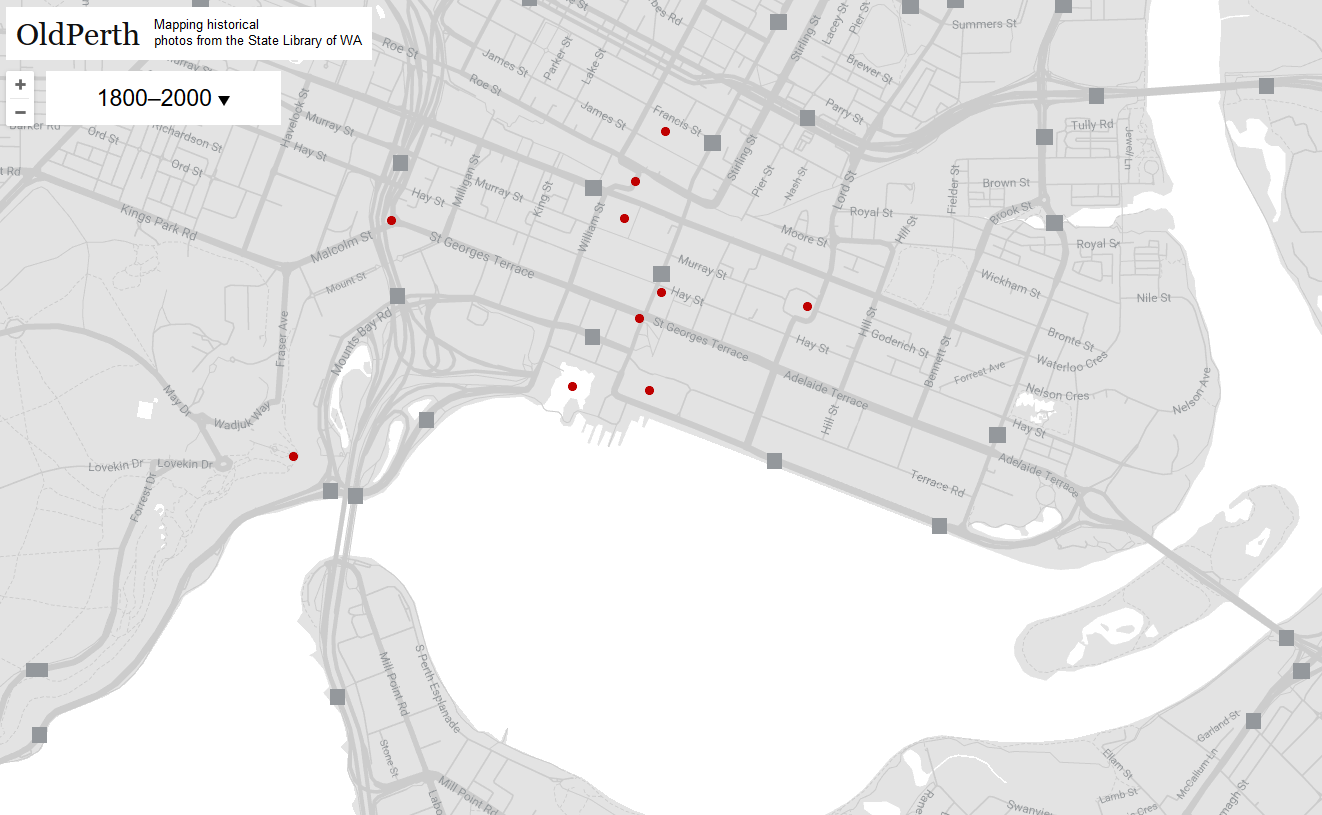 OldPerth
Mapping historical
photos from the State Library of WA
+
−
1800–2000 ▼
Roe St
Summers St
Stirling St
Lacey St
Pier St
Parker St
Lake St
James St
Brewer St
Roe St
Murray St
Havelock St
Murray St
James St
Francis St
Parry St
Tully Rd
Jewell Ln
Barker Rd
Ord St
Richardson St
Hay St
Ord St
Stirling St
Pier St
Nash St
Lord St
Fielder St
Brown St
Brook St
t Rd
Milligan St
Hay St
Murray St
King St
William St
Royal St
Hill St
Moore St
Royal St
Kings Park Rd
Malcolm St
St Georges Terrace
Murray St
Wickham St
Mount St
Hay St
Nile St
Fraser Ave
Mounts Bay Rd
St Georges Terrace
Hay St
Hill St
Goderich St
Bennett St
Bronte St
Waterloo Cres
Forrest Ave
Nelson Cres
Nelson Ave
May Dr
Wadjuk Way
Adelaide Terrace
Hill St
Hay St
Lovekin Dr
Lovekin Dr
Forrest Dr
Adelaide Terrace
Terrace Rd
Mill Point Rd
S Perth Esplanade
Stone St
Mill Point Rd
Labo
Garland St
McCallum Ln
Ellam St
Lamb St
Cres
Swanview
Rane